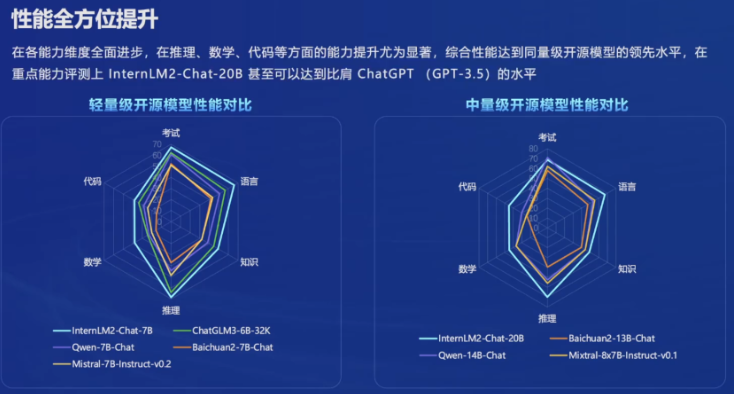 性能全方位提升
在各能力维度全面进步，在推理、数学、代码等方面的能力提升尤为显著，综合性能达到同量级开源模型的领先水平，在
重点能力评测上 InternLM2-Chat-20B 甚至可以达到比肩 ChatGPT （GPT-3.5）的水平
轻量级开源模型性能对比
考试
70
60
代码
语言
数学
知识
推理
InternLM2-Chat-7B
ChatGLM3-6B-32K
Qwen-7B-Chat
Baichuan2-7B-Chat
Mistral-7B-Instruct-v0.2
中量级开源模型性能对比
考试
80
70
60
代码
语言
数学
知识
推理
InternLM2-Chat-20B
Baichuan2-13B-Chat
Qwen-14B-Chat
Mixtral-8x7B-Instruct-v0.1